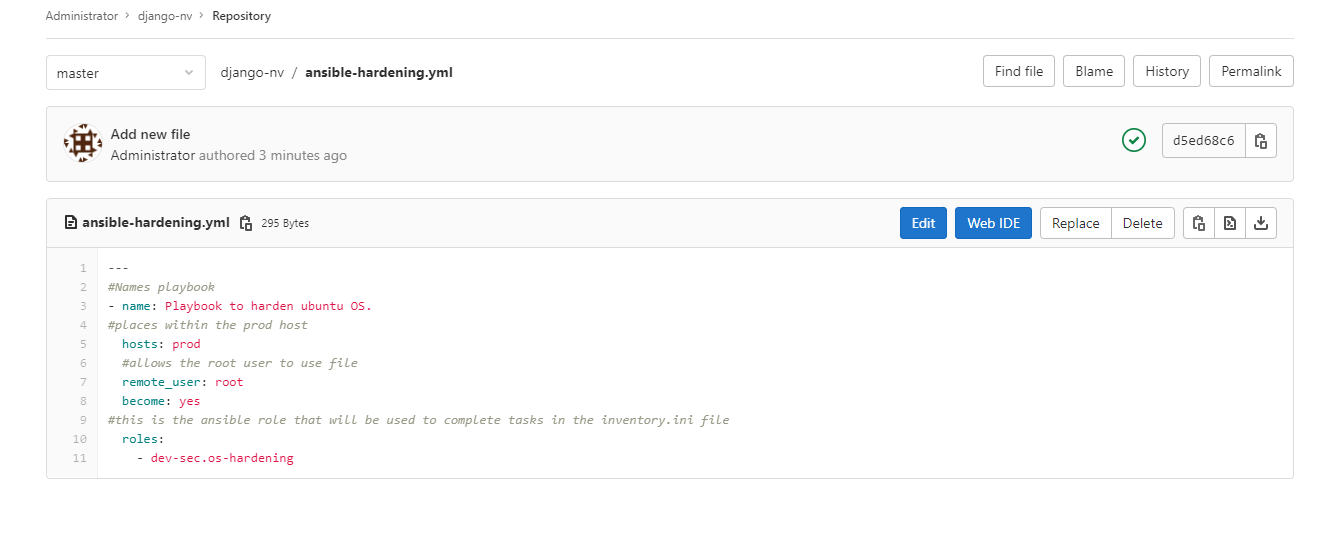 Administrator › django-nv › Repository
master
django-nv / ansible-hardening.yml
Find file
Blame
History
Permalink
Add new file
Administrator authored 3 minutes ago
d5ed68c6
ansible-hardening.yml 295 Bytes
Edit
Web IDE
Replace
Delete
1 ---
2 #Names playbook
3 - name: Playbook to harden ubuntu OS.
4 #places within the prod host
5   hosts: prod
6   #allows the root user to use file
7   remote_user: root
8   become: yes
9 #this is the ansible role that will be used to complete tasks in the inventory.ini file
10   roles:
11     - dev-sec.os-hardening